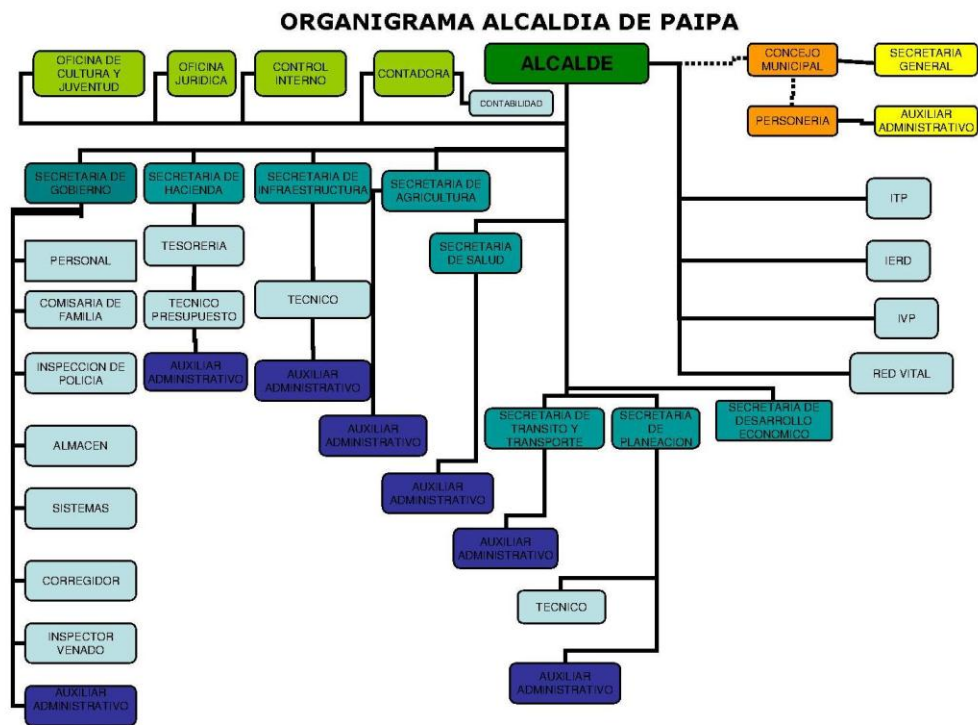 ORGANIGRAMA ALCALDIA DE PAIPA
OFICINA DE
CULTURA Y
JUVENTUD
OFICINA
JURIDICA
CONTROL
INTERNO
CONTADORA
CONTABILIDAD
ALCALDE
CONCEJO
MUNICIPAL
SECRETARIA
GENERAL
PERSONERIA
AUXILIAR
ADMINISTRATIVO
SECRETARIA DE
GOBIERNO
SECRETARIA
DE HACIENDA
SECRETARIA DE
INFRAESTRUCTURA
SECRETARIA DE
AGRICULTURA
SECRETARIA
DE SALUD
ITP
IERD
IVP
RED VITAL
PERSONAL
COMISARIA DE
FAMILIA
INSPECCION DE
POLICIA
ALMACEN
SISTEMAS
CORREGIDOR
INSPECTOR
VENADO
AUXILIAR
ADMINISTRATIVO
TESORERIA
TECNICO
PRESUPUESTO
AUXILIAR
ADMINISTRATIVO
TECNICO
AUXILIAR
ADMINISTRATIVO
AUXILIAR
ADMINISTRATIVO
AUXILIAR
ADMINISTRATIVO
SECRETARIA DE
TRANSITO Y
TRANSPORTE
SECRETARIA
DE
PLANEACION
SECRETARIA DE
DESARROLLO
ECONOMICO
AUXILIAR
ADMINISTRATIVO
TECNICO
AUXILIAR
ADMINISTRATIVO